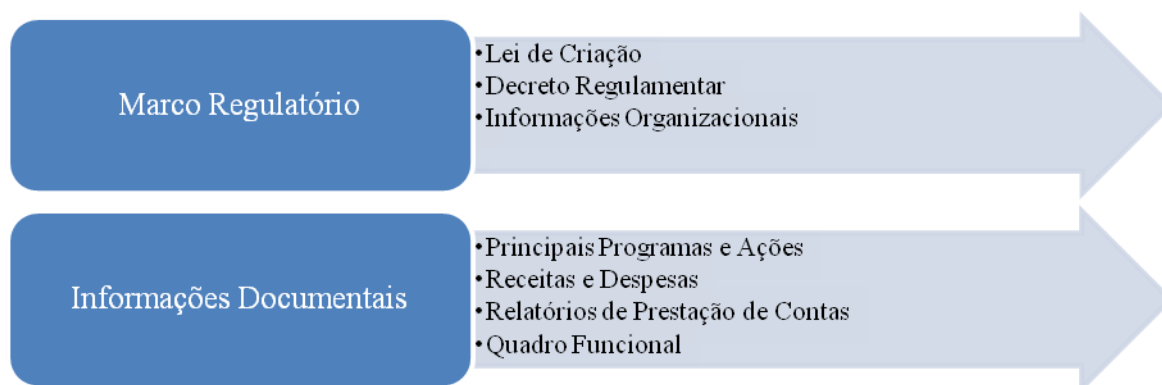 Marco Regulatório
•Lei de Criação
•Decreto Regulamentar
•Informações Organizacionais
Informações Documentais
•Principais Programas e Ações
•Receitas e Despesas
•Relatórios de Prestação de Contas
•Quadro Funcional